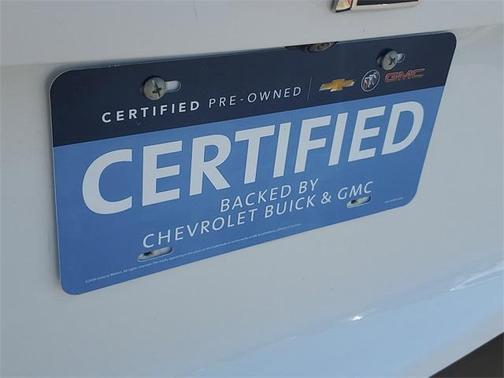 CERTIFIED PRE-OWNED | GMC
CERTIFIED
BACKED BY
CHEVROLET BUICK & GMC